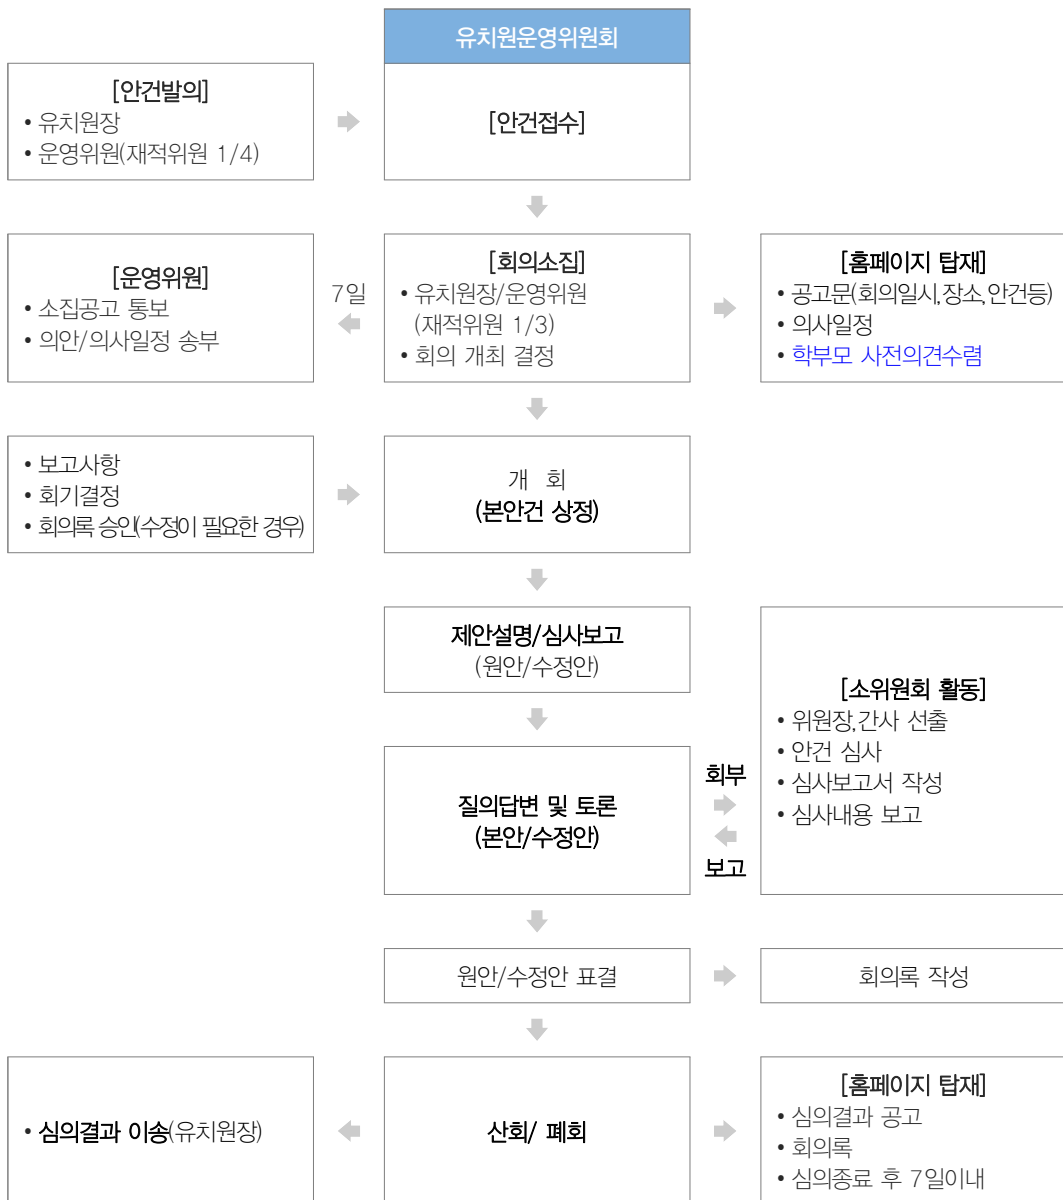 유치원운영위원회
[안건발의]
• 유치원장
• 운영위원(재적위원 1/4)
[안건접수]
[운영위원]
• 소집공고 통보
• 의안/의사일정 송부
7일
[회의소집]
• 유치원장/운영위원
(재적위원 1/3)
• 회의 개최 결정
[홈페이지 탑재]
• 공고문(회의일시,장소,안건등)
• 의사일정
• 학부모 사전의견수렴
• 보고사항
• 회기결정
• 회의록 승인(수정이 필요한 경우)
개 회
(본안건 상정)
제안설명/심사보고
(원안/수정안)
질의답변 및 토론
(본안/수정안)
회부
보고
[소위원회 활동]
• 위원장,간사 선출
• 안건 심사
• 심사보고서 작성
• 심사내용 보고
원안/수정안 표결
회의록 작성
• 심의결과 이송(유치원장)
산회/ 폐회
[홈페이지 탑재]
• 심의결과 공고
• 회의록
• 심의종료 후 7일이내